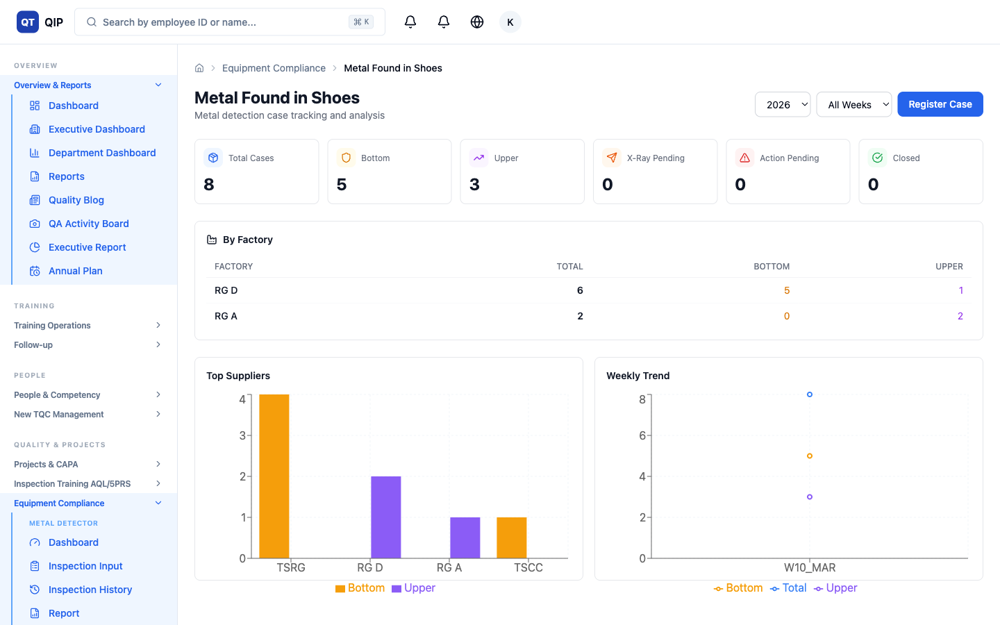 QT QIP
Search by employee ID or name...
⌘ K
K
OVERVIEW
Overview & Reports
Dashboard
Executive Dashboard
Department Dashboard
Reports
Quality Blog
QA Activity Board
Executive Report
Annual Plan
TRAINING
Training Operations
Follow-up
PEOPLE
People & Competency
New TQC Management
QUALITY & PROJECTS
Projects & CAPA
Inspection Training AQL/5PRS
Equipment Compliance
METAL DETECTOR
Dashboard
Inspection Input
Inspection History
Report
Equipment Compliance
Metal Found in Shoes
Metal Found in Shoes
Metal detection case tracking and analysis
2026
All Weeks
Register Case
Total Cases
8
Bottom
5
Upper
3
X-Ray Pending
0
Action Pending
0
Closed
0
By Factory
FACTORY TOTAL BOTTOM UPPER
RG D 6 5 1
RG A 2 0 2
Top Suppliers
4
3
2
1
0
TSRG RG D RG A TSCC
Bottom Upper
Weekly Trend
8
6
4
2
0
W10_MAR
Bottom Total Upper